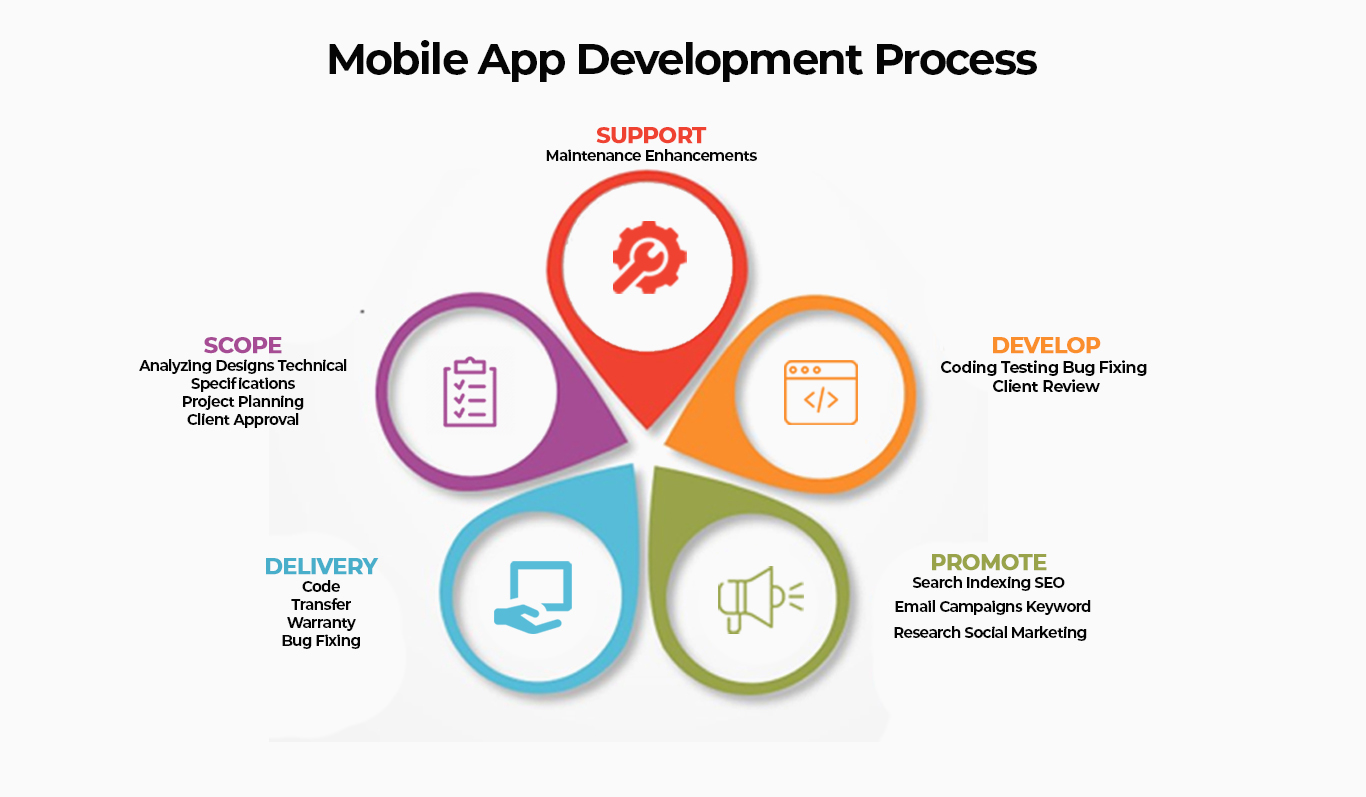 Mobile App Development Process
SUPPORT
Maintenance Enhancements
SCOPE
Analyzing Designs Technical
Specifications
Project Planning
Client Approval
DEVELOP
Coding Testing Bug Fixing
Client Review
</>
DELIVERY
Code
Transfer
Warranty
Bug Fixing
PROMOTE
Search Indexing SEO
Email Campaigns Keyword
Research Social Marketing